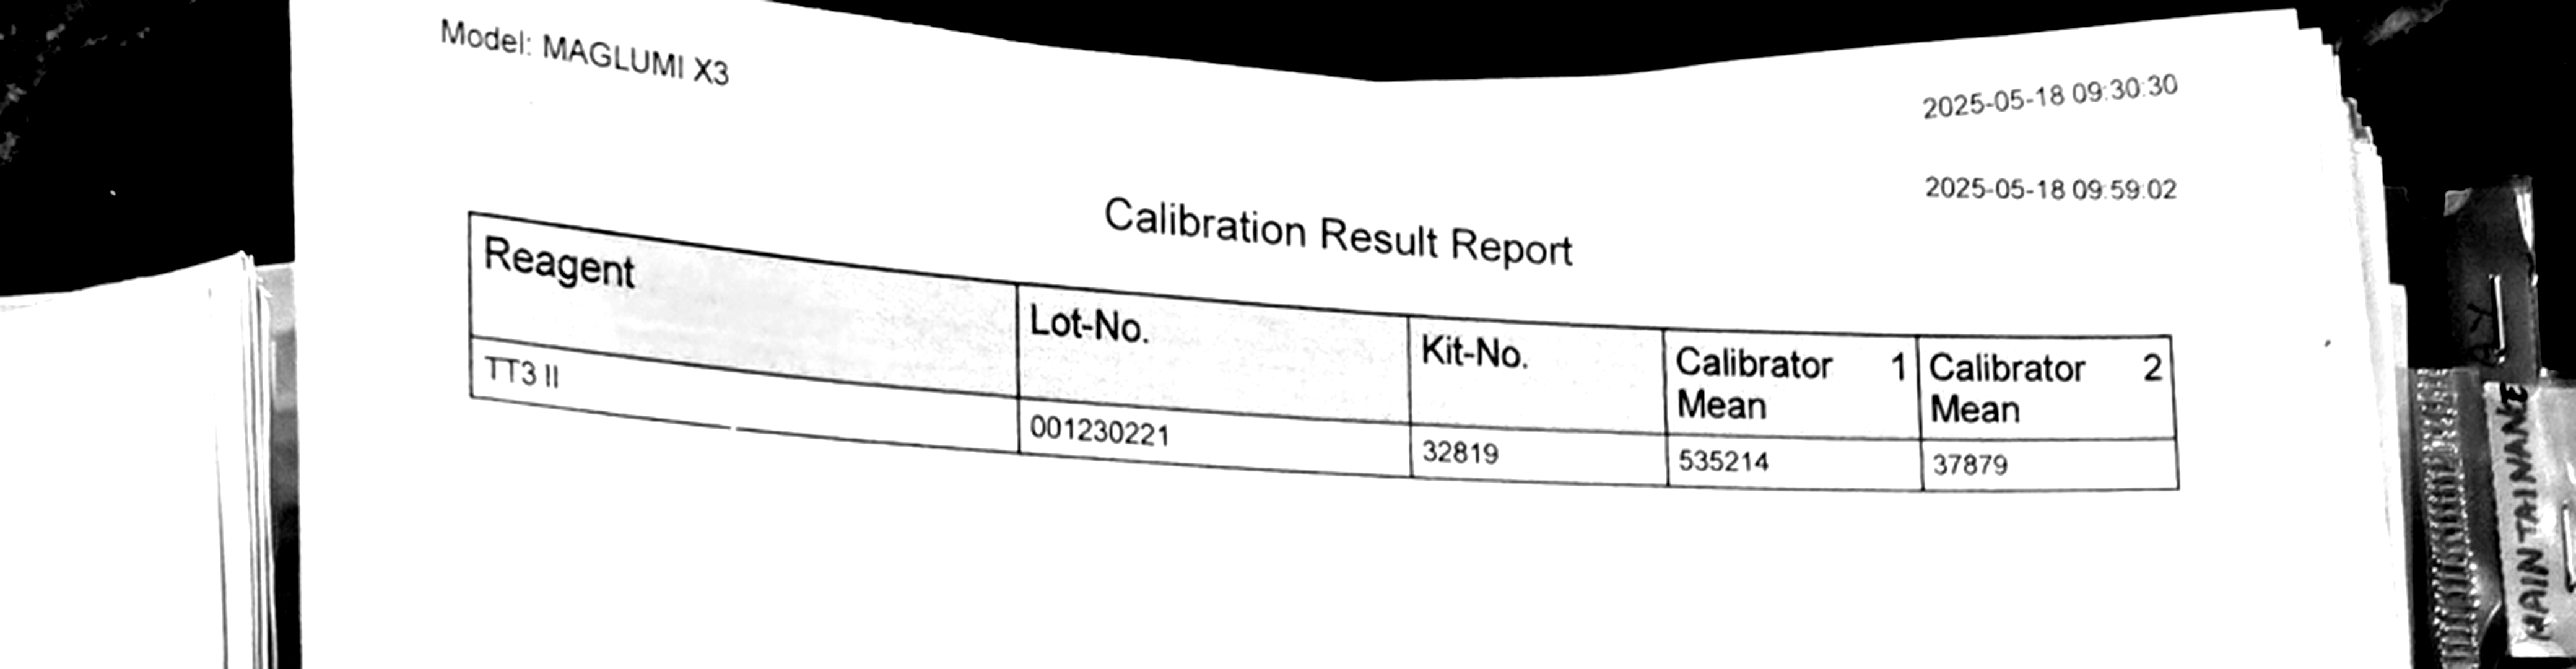 Model: MAGLUMI X3
2025-05-18 09:30:30
2025-05-18 09:59:02
Calibration Result Report
Reagent Lot-No. Kit-No. Calibrator 1 Mean Calibrator 2 Mean
TT3 II 001230221 32819 535214 37879
MAINTAINANCE